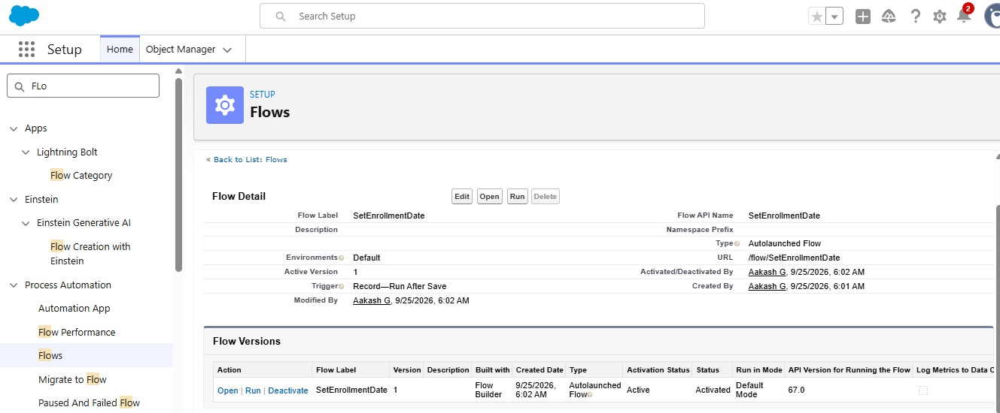 Search Setup
2
Setup
Home
Object Manager
FLo
Apps
Lightning Bolt
Flow Category
Einstein
Einstein Generative AI
Flow Creation with
Einstein
Process Automation
Automation App
Flow Performance
Flows
Migrate to Flow
Paused And Failed Flow
SETUP
Flows
« Back to List: Flows
Flow Detail
Edit Open Run Delete
Flow Label SetEnrollmentDate Flow API Name SetEnrollmentDate
Description Namespace Prefix
Type Autolaunched Flow
Environments Default URL /flow/SetEnrollmentDate
Active Version 1 Activated/Deactivated By Aakash G, 9/25/2026, 6:02 AM
Trigger Record—Run After Save Created By Aakash G, 9/25/2026, 6:01 AM
Modified By Aakash G, 9/25/2026, 6:02 AM
Flow Versions
Action Flow Label Version Description Built with Created Date Type Activation Status Status Run in Mode API Version for Running the Flow Log Metrics to Data C
Open | Run | Deactivate SetEnrollmentDate 1 Flow Builder 9/25/2026, 6:02 AM Autolaunched Flow Active Activated Default Mode 67.0